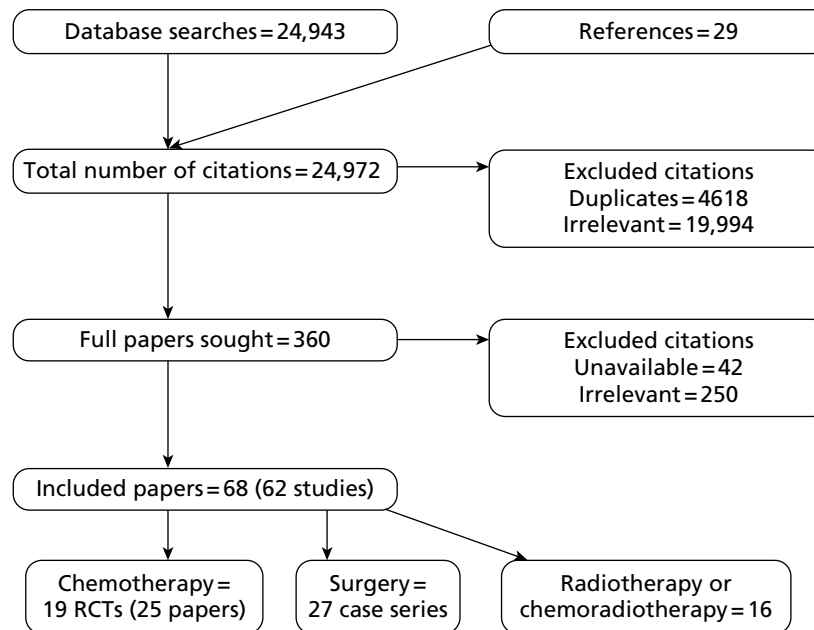 Database searches = 24,943
References = 29
Total number of citations = 24,972
Excluded citations
Duplicates = 4618
Irrelevant = 19,994
Full papers sought = 360
Excluded citations
Unavailable = 42
Irrelevant = 250
Included papers = 68 (62 studies)
Chemotherapy =
19 RCTs (25 papers)
Surgery =
27 case series
Radiotherapy or
chemoradiotherapy = 16